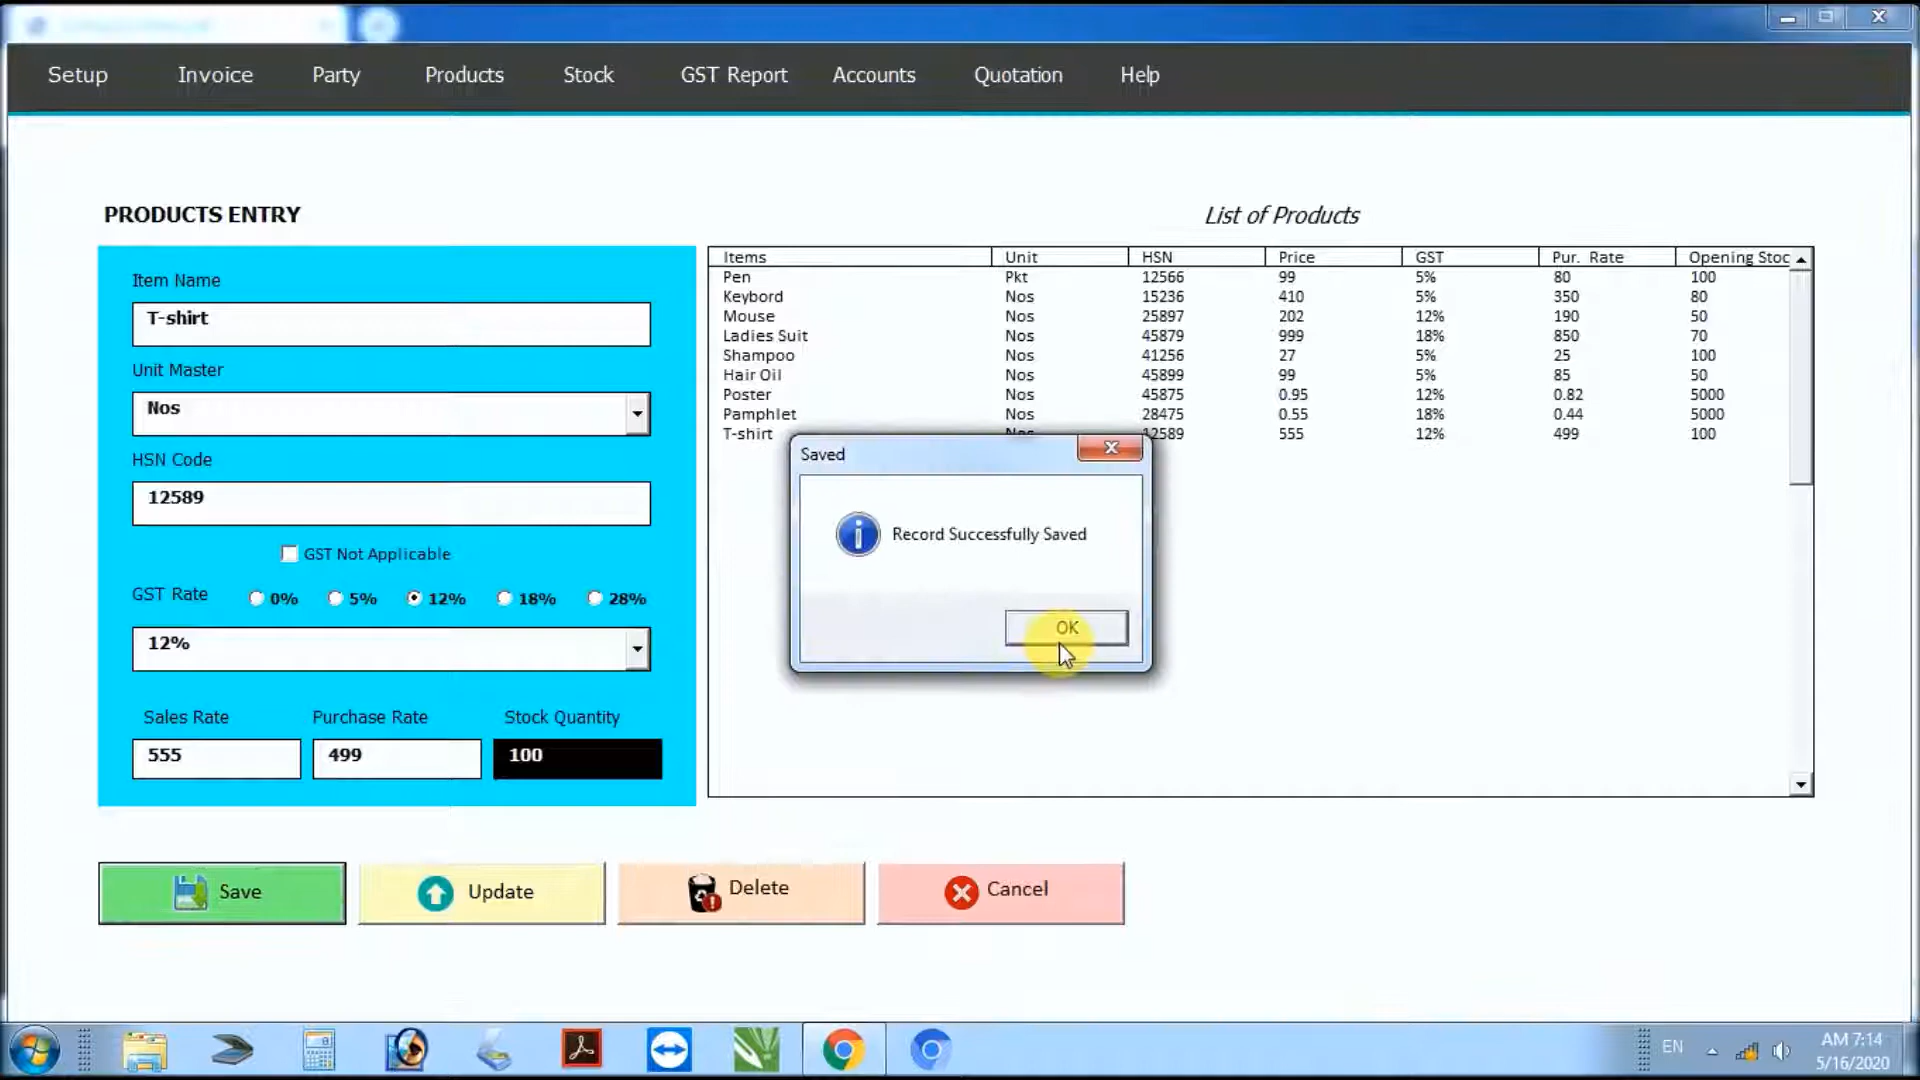 Setup Invoice Party Products Stock GST Report Accounts Quotation Help
PRODUCTS ENTRY
List of Products
Item Name
T-shirt
Unit Master
Nos
HSN Code
12589
GST Not Applicable
GST Rate 0% 5% 12% 18% 28%
12%
Sales Rate Purchase Rate Stock Quantity
555 499 100
Items Unit HSN Price GST Pur. Rate Opening Stoc
Pen Pkt 12566 99 5% 80 100
Keybord Nos 15236 410 5% 350 80
Mouse Nos 25897 202 12% 190 50
Ladies Suit Nos 45879 999 18% 850 70
Shampoo Nos 41256 27 5% 25 100
Hair Oil Nos 45899 99 5% 85 50
Poster Nos 45875 0.95 12% 0.82 5000
Pamphlet Nos 28475 0.55 18% 0.44 5000
T-shirt Nos 12589 555 12% 499 100
Saved
Record Successfully Saved
OK
Save Update Delete Cancel
EN
AM 7:14
5/16/2020